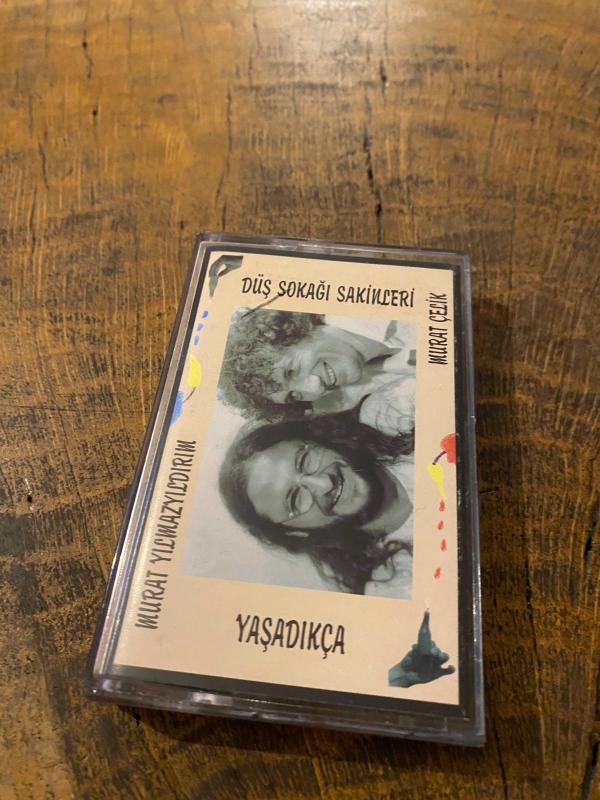 DÜŞ SOKAĞI SAKİNLERİ
MURAT ÇELİK
MURAT YILMAZYILDIRIM
YAŞADIKÇA